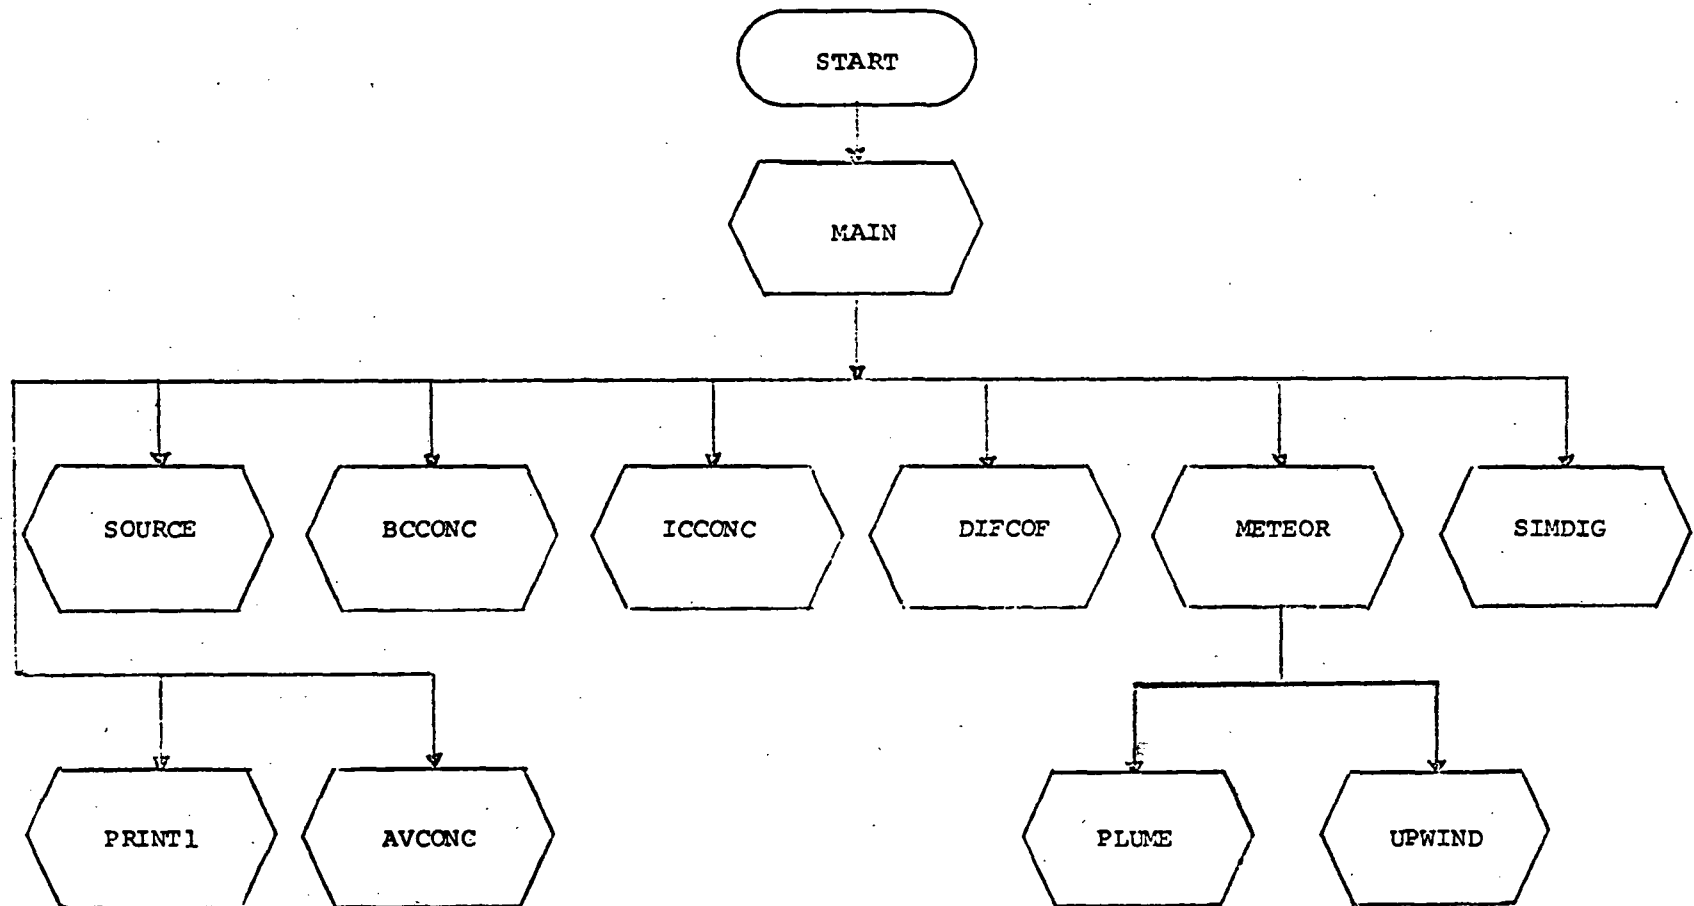 START
MAIN
SOURCE
BCCONC
ICCONC
DIFCOF
METEOR
SIMDIG
PRINT1
AVCONC
PLUME
UPWIND